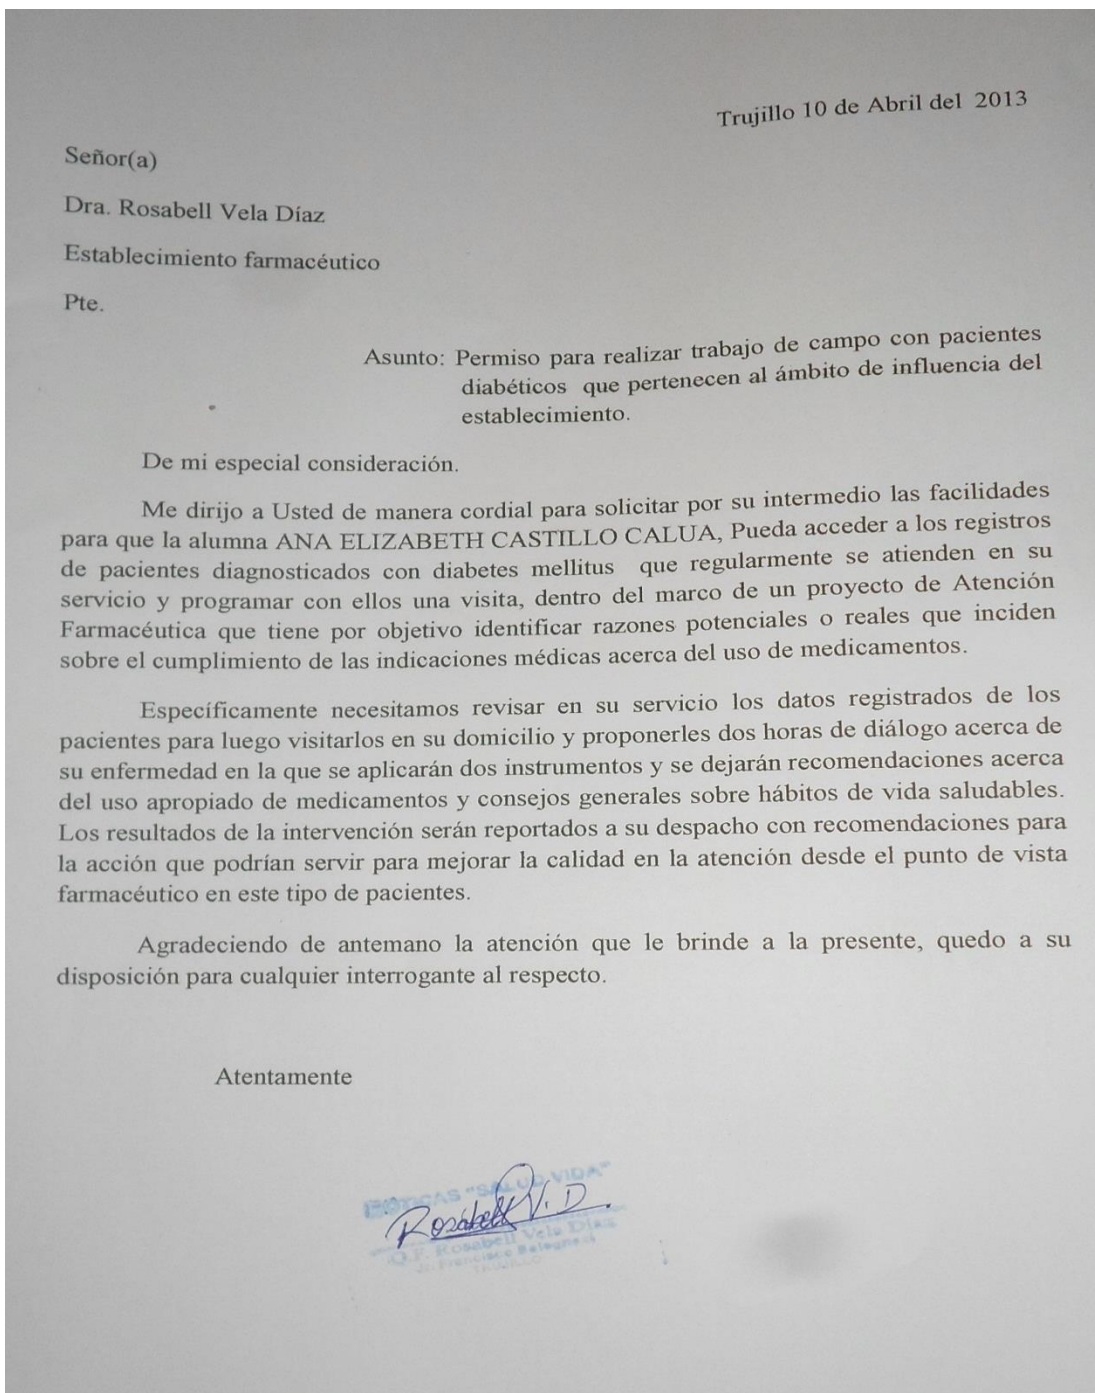 Trujillo 10 de Abril del 2013
Señor(a)
Dra. Rosabell Vela Díaz
Establecimiento farmacéutico
Pte.
Asunto: Permiso para realizar trabajo de campo con pacientes
diabéticos que pertenecen al ámbito de influencia del
establecimiento.
De mi especial consideración.
Me dirijo a Usted de manera cordial para solicitar por su intermedio las facilidades
para que la alumna ANA ELIZABETH CASTILLO CALUA, Pueda acceder a los registros
de pacientes diagnosticados con diabetes mellitus que regularmente se atienden en su
servicio y programar con ellos una visita, dentro del marco de un proyecto de Atención
Farmacéutica que tiene por objetivo identificar razones potenciales o reales que inciden
sobre el cumplimiento de las indicaciones médicas acerca del uso de medicamentos.
Específicamente necesitamos revisar en su servicio los datos registrados de los
pacientes para luego visitarlos en su domicilio y proponerles dos horas de diálogo acerca de
su enfermedad en la que se aplicarán dos instrumentos y se dejarán recomendaciones acerca
del uso apropiado de medicamentos y consejos generales sobre hábitos de vida saludables.
Los resultados de la intervención serán reportados a su despacho con recomendaciones para
la acción que podrían servir para mejorar la calidad en la atención desde el punto de vista
farmacéutico en este tipo de pacientes.
Agradeciendo de antemano la atención que le brinde a la presente, quedo a su
disposición para cualquier interrogante al respecto.
Atentamente
BOTICAS "SALUD VIDA"
Rosabell V. D.
Q.F. Rosabell Vela Díaz
Jr. Francisco Bolognesi
TRUJILLO